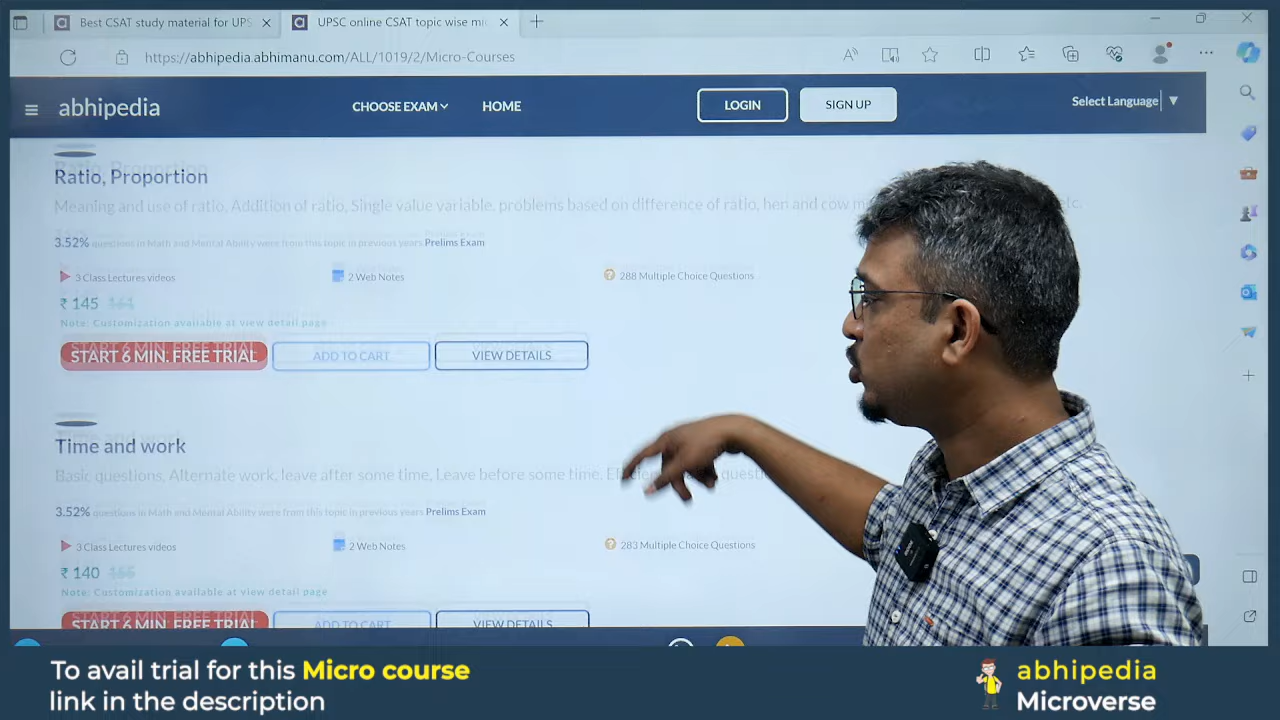 Best CSAT study material for UPS
UPSC online CSAT topic wise mi
https://abhipedia.abhimanu.com/ALL/1019/2/Micro-Courses
abhipedia
CHOOSE EXAM
HOME
LOGIN
SIGN UP
Select Language
Ratio, Proportion
Meaning and use of ratio, Addition of ratio, Single value variable, problems based on difference of ratio, hen and cow m
etc.
3.52% questions in Math and Mental Ability were from this topic in previous years Prelims Exam
3 Class Lectures videos
2 Web Notes
288 Multiple Choice Questions
₹ 145 161
Note: Customization available at view detail page
START 6 MIN. FREE TRIAL
ADD TO CART
VIEW DETAILS
Time and work
Basic questions, Alternate work, leave after some time, Leave before some time.
3.52% questions in Math and Mental Ability were from this topic in previous years Prelims Exam
3 Class Lectures videos
2 Web Notes
283 Multiple Choice Questions
₹ 140 155
Note: Customization available at view detail page
START 6 MIN. FREE TRIAL
ADD TO CART
VIEW DETAILS
To avail trial for this Micro course
link in the description
abhipedia
Microverse